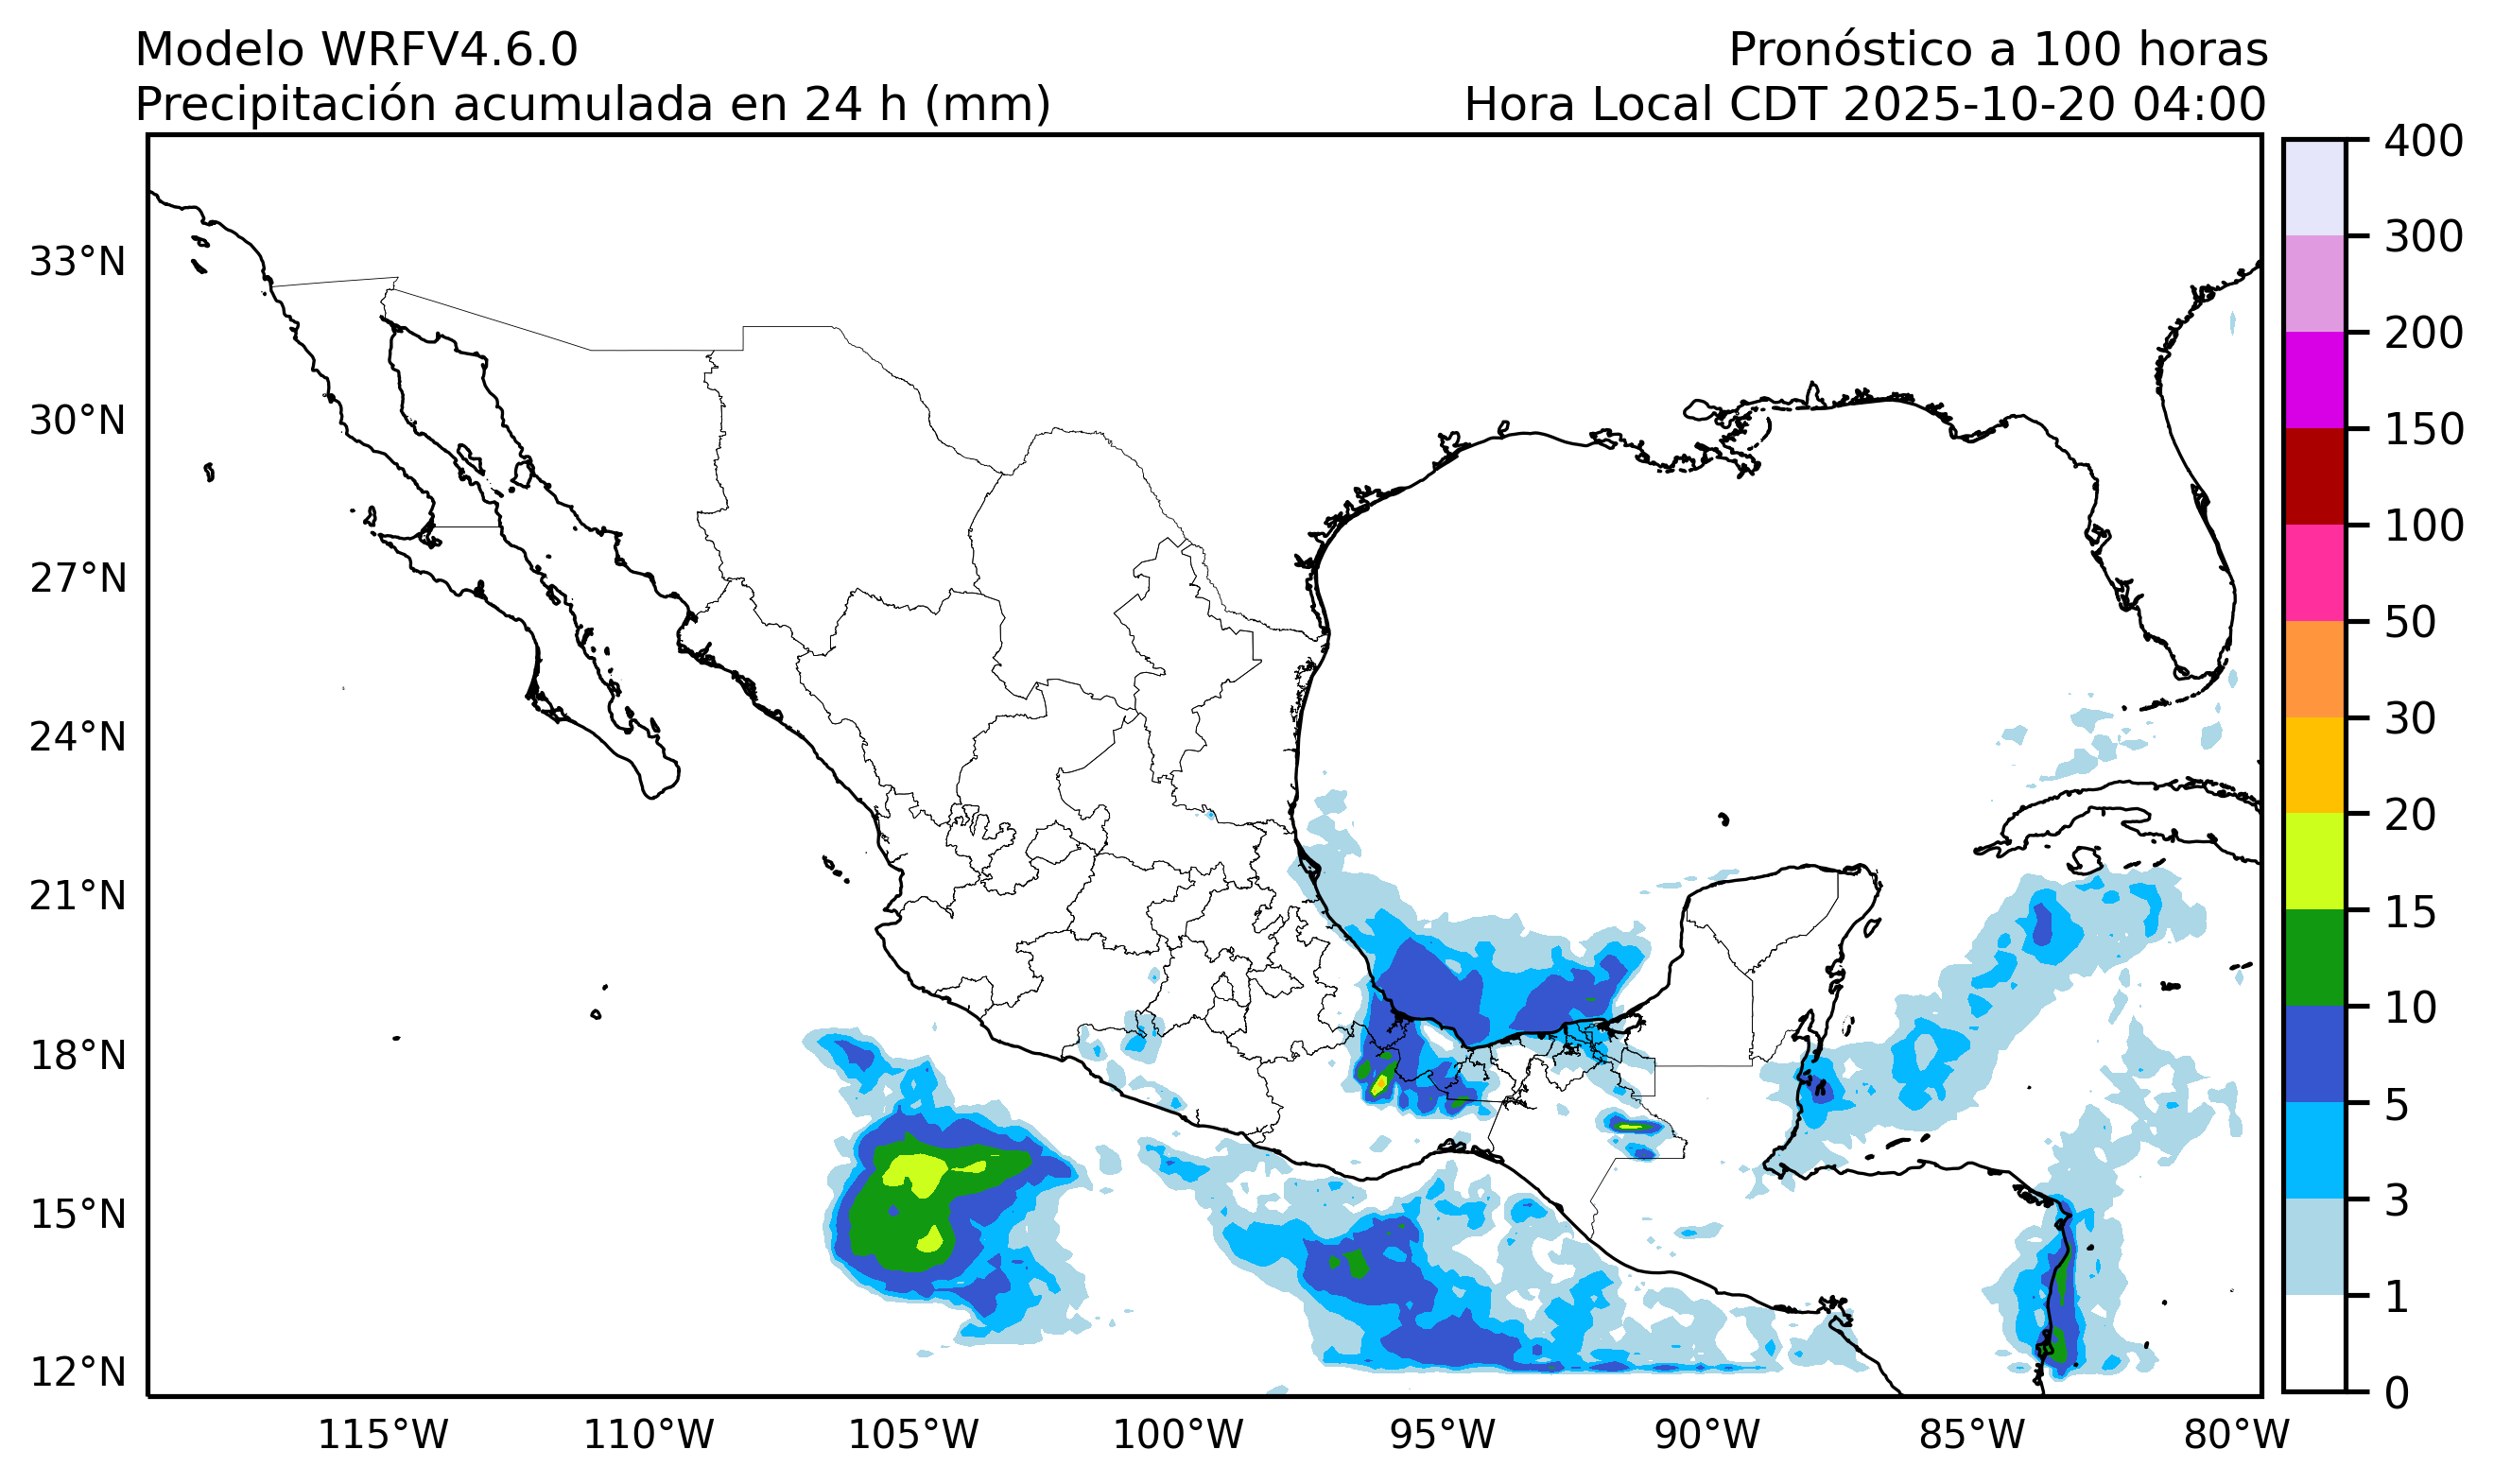 Modelo WRFV4.6.0
Pronóstico a 100 horas
Precipitación acumulada en 24 h (mm)
Hora Local CDT 2025-10-20 04:00
33°N
30°N
27°N
24°N
21°N
18°N
15°N
12°N
115°W
110°W
105°W
100°W
95°W
90°W
85°W
80°W
400
300
200
150
100
50
30
20
15
10
5
3
1
0